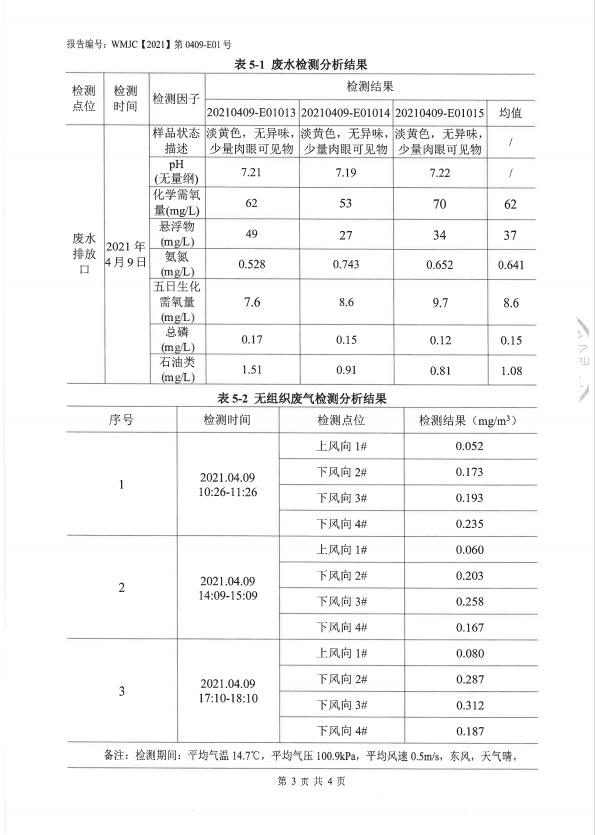 报告编号：WMJC【2021】第 0409-E01 号
表 5-1 废水检测分析结果
检测点位 检测时间 检测因子 检测结果
20210409-E01013 20210409-E01014 20210409-E01015 均值
废水排放口 2021 年 4 月 9 日
样品状态描述 淡黄色，无异味，少量肉眼可见物 淡黄色，无异味，少量肉眼可见物 淡黄色，无异味，少量肉眼可见物 /
pH (无量纲) 7.21 7.19 7.22 /
化学需氧量(mg/L) 62 53 70 62
悬浮物 (mg/L) 49 27 34 37
氨氮 (mg/L) 0.528 0.743 0.652 0.641
五日生化需氧量 (mg/L) 7.6 8.6 9.7 8.6
总磷 (mg/L) 0.17 0.15 0.12 0.15
石油类 (mg/L) 1.51 0.91 0.81 1.08
表 5-2 无组织废气检测分析结果
序号 检测时间 检测点位 检测结果（mg/m³）
1 2021.04.09 10:26-11:26
上风向 1# 0.052
下风向 2# 0.173
下风向 3# 0.193
下风向 4# 0.235
2 2021.04.09 14:09-15:09
上风向 1# 0.060
下风向 2# 0.203
下风向 3# 0.258
下风向 4# 0.167
3 2021.04.09 17:10-18:10
上风向 1# 0.080
下风向 2# 0.287
下风向 3# 0.312
下风向 4# 0.187
备注：检测期间：平均气温 14.7℃，平均气压 100.9kPa，平均风速 0.5m/s，东风，天气晴。
第 3 页 共 4 页